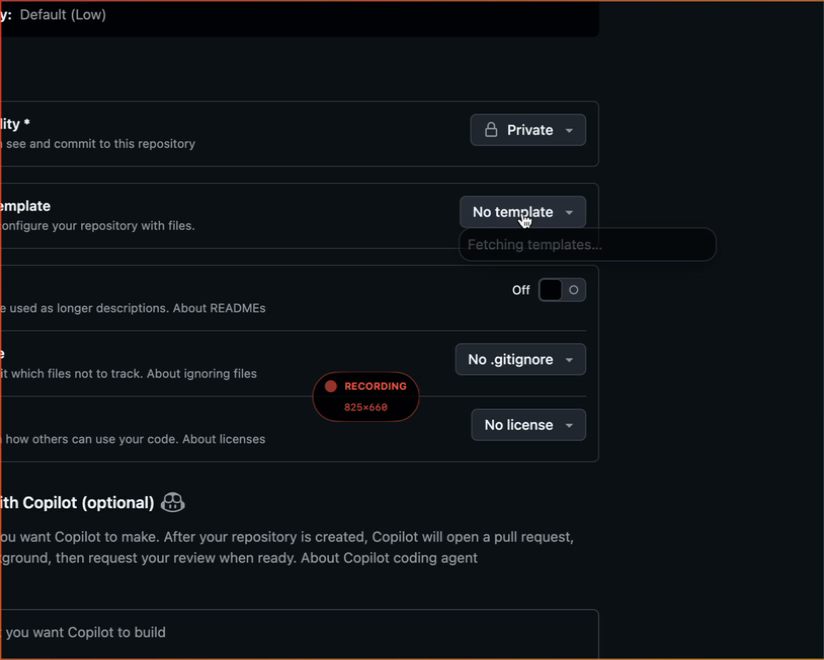 y: Default (Low)
lity *
see and commit to this repository
Private
emplate
configure your repository with files.
No template
Fetching templates...
Off
e used as longer descriptions. About READMEs
e
it which files not to track. About ignoring files
No .gitignore
RECORDING
825×660
how others can use your code. About licenses
No license
ith Copilot (optional)
ou want Copilot to make. After your repository is created, Copilot will open a pull request,
ground, then request your review when ready. About Copilot coding agent
you want Copilot to build